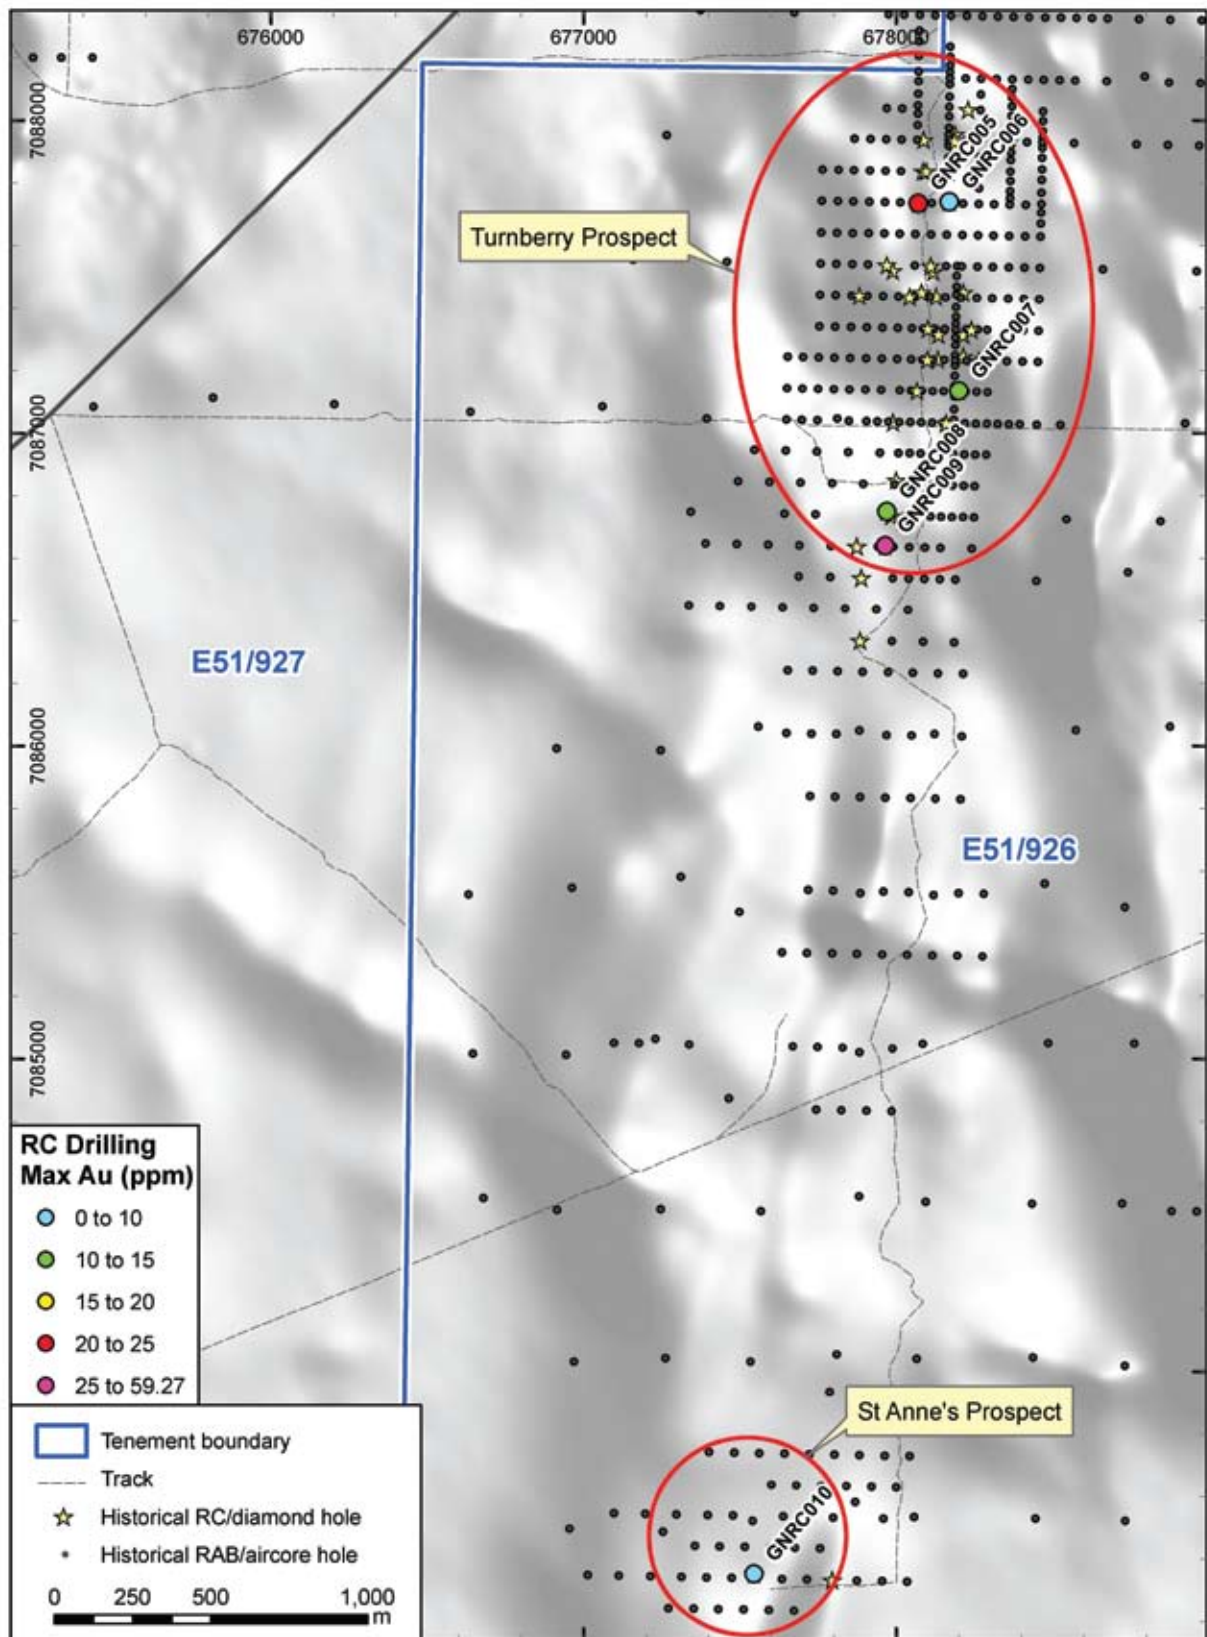 676000
677000
678000
7088000
GNRC005
GNRC006
Turnberry Prospect
GNRC007
7087000
GNRC008
GNRC009
E51/927
7086000
E51/926
7085000
RC Drilling
Max Au (ppm)
0 to 10
10 to 15
15 to 20
20 to 25
25 to 59.27
St Anne's Prospect
GNRC010
Tenement boundary
Track
Historical RC/diamond hole
Historical RAB/aircore hole
0 250 500 1,000
m